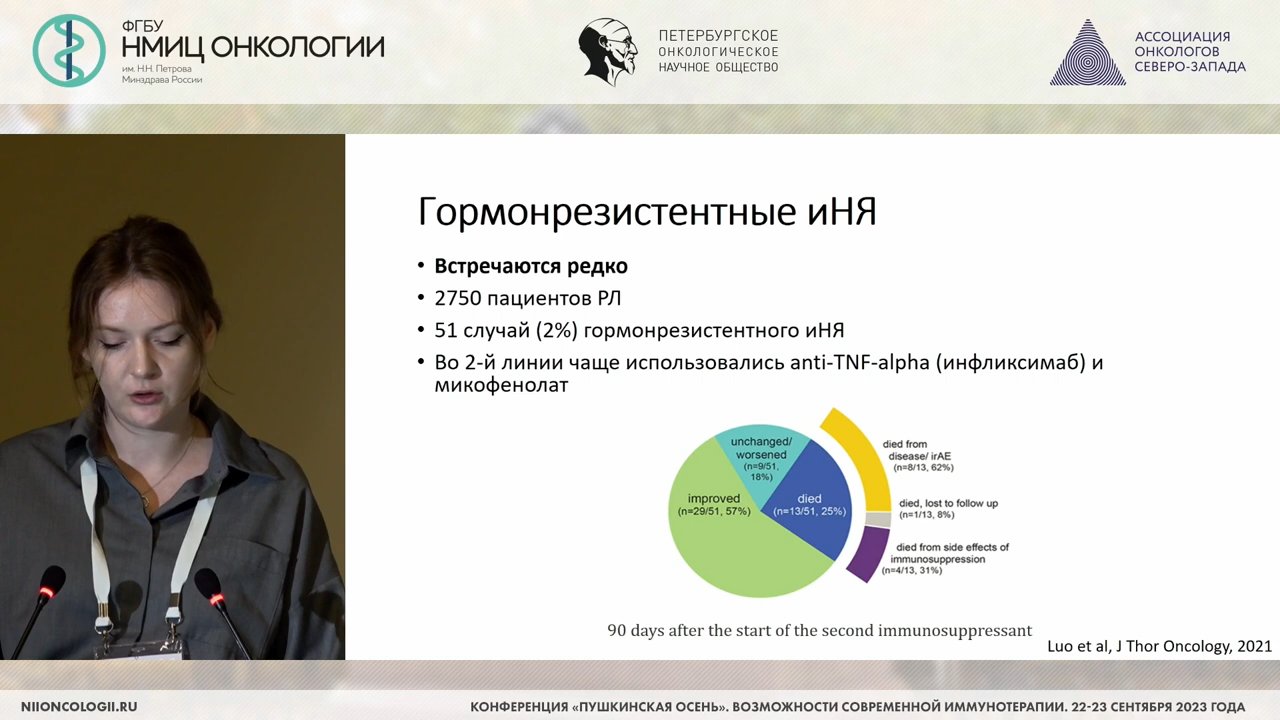 ФГБУ
НМИЦ ОНКОЛОГИИ
им. Н.Н. Петрова
Минздрава России
ПЕТЕРБУРГСКОЕ
ОНКОЛОГИЧЕСКОЕ
НАУЧНОЕ ОБЩЕСТВО
АССОЦИАЦИЯ
ОНКОЛОГОВ
СЕВЕРО-ЗАПАДА
Гормонрезистентные иНЯ
• Встречаются редко
• 2750 пациентов РЛ
• 51 случай (2%) гормонрезистентного иНЯ
• Во 2-й линии чаще использовались anti-TNF-alpha (инфликсимаб) и
микофенолат
unchanged/
worsened
(n=9/51,
18%)
improved
(n=29/51, 57%)
died
(n=13/51, 25%)
died from
disease/ irAE
(n=8/13, 62%)
died, lost to follow up
(n=1/13, 8%)
died from side effects of
immunosuppression
(n=4/13, 31%)
90 days after the start of the second immunosuppressant
Luo et al, J Thor Oncology, 2021
NIIONCOLOGII.RU
КОНФЕРЕНЦИЯ «ПУШКИНСКАЯ ОСЕНЬ». ВОЗМОЖНОСТИ СОВРЕМЕННОЙ ИММУНОТЕРАПИИ. 22-23 СЕНТЯБРЯ 2023 ГОДА